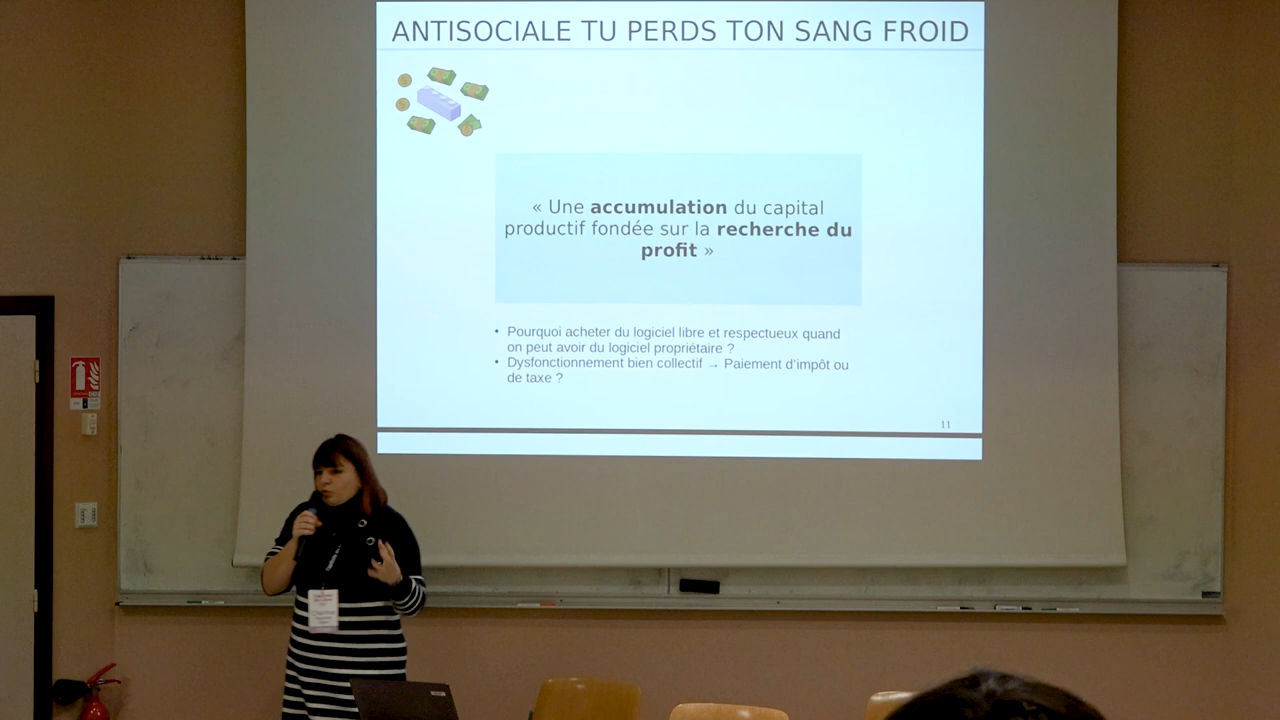 ANTISOCIALE TU PERDS TON SANG FROID
« Une accumulation du capital
productif fondée sur la recherche du
profit »
• Pourquoi acheter du logiciel libre et respectueux quand
on peut avoir du logiciel propriétaire ?
• Dysfonctionnement bien collectif → Paiement d'impôt ou
de taxe ?
11